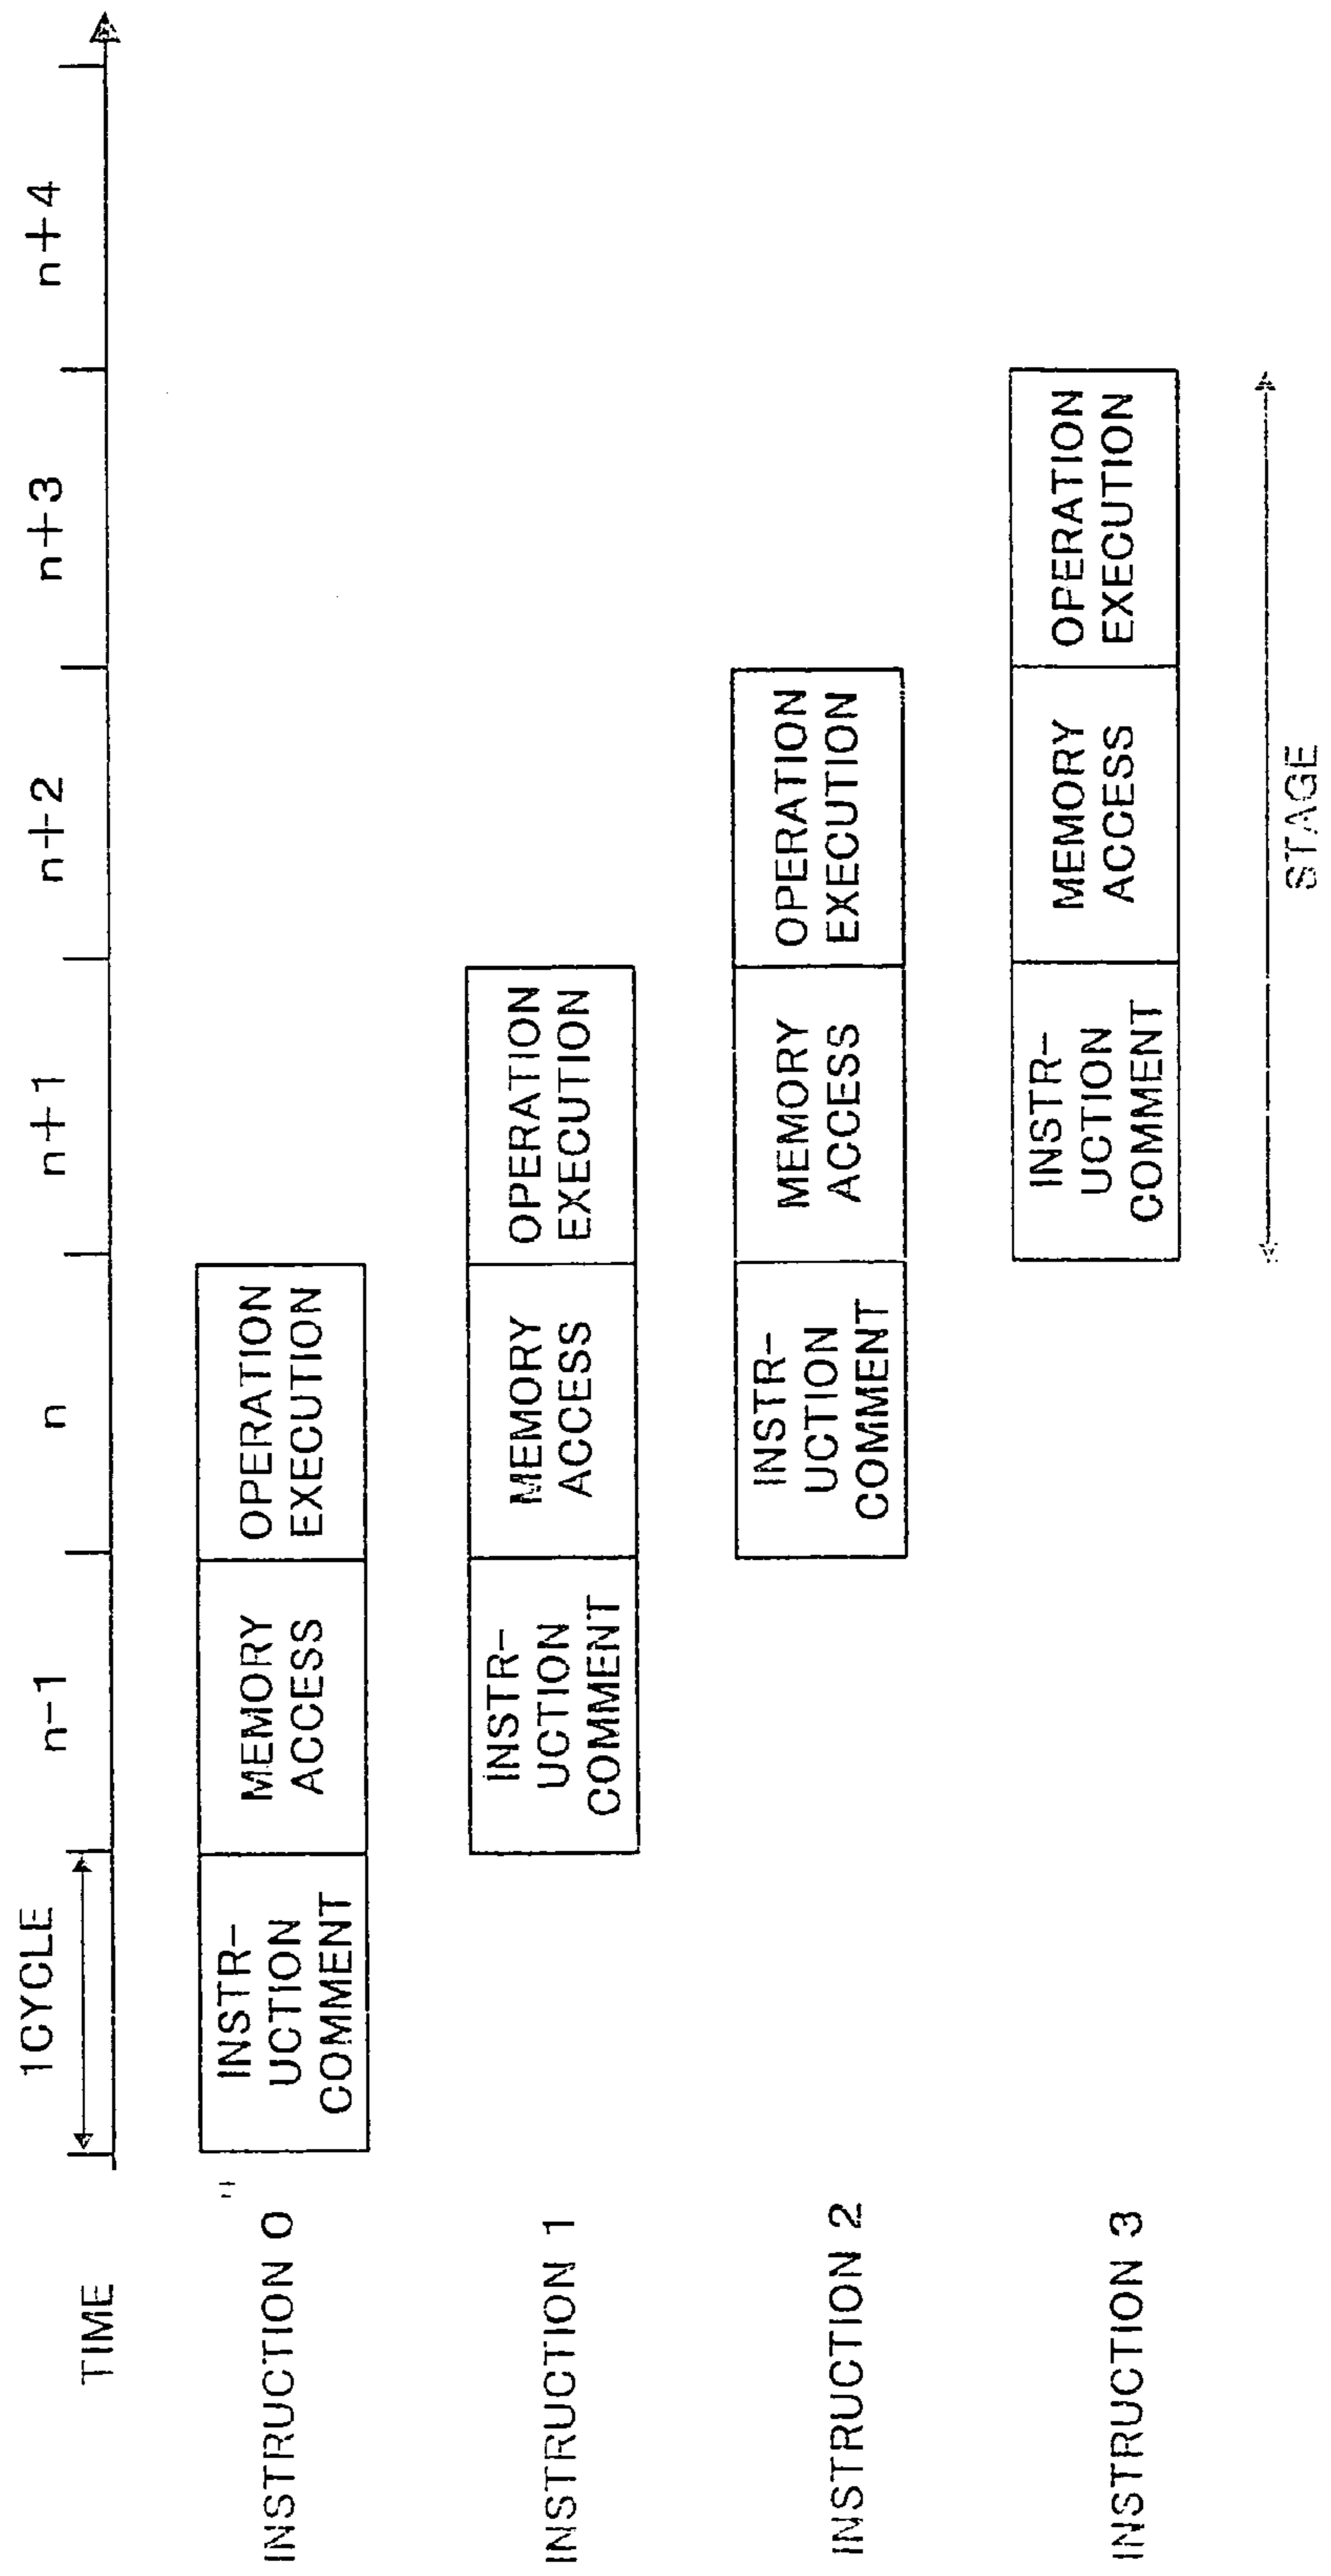 1CYCLE
n-1
n
n+1
n+2
n+3
n+4
TIME
INSTRUCTION 0
INSTR-
UCTION
COMMENT
MEMORY
ACCESS
OPERATION
EXECUTION
INSTRUCTION 1
INSTR-
UCTION
COMMENT
MEMORY
ACCESS
OPERATION
EXECUTION
INSTRUCTION 2
INSTR-
UCTION
COMMENT
MEMORY
ACCESS
OPERATION
EXECUTION
INSTRUCTION 3
INSTR-
UCTION
COMMENT
MEMORY
ACCESS
OPERATION
EXECUTION
STAGE